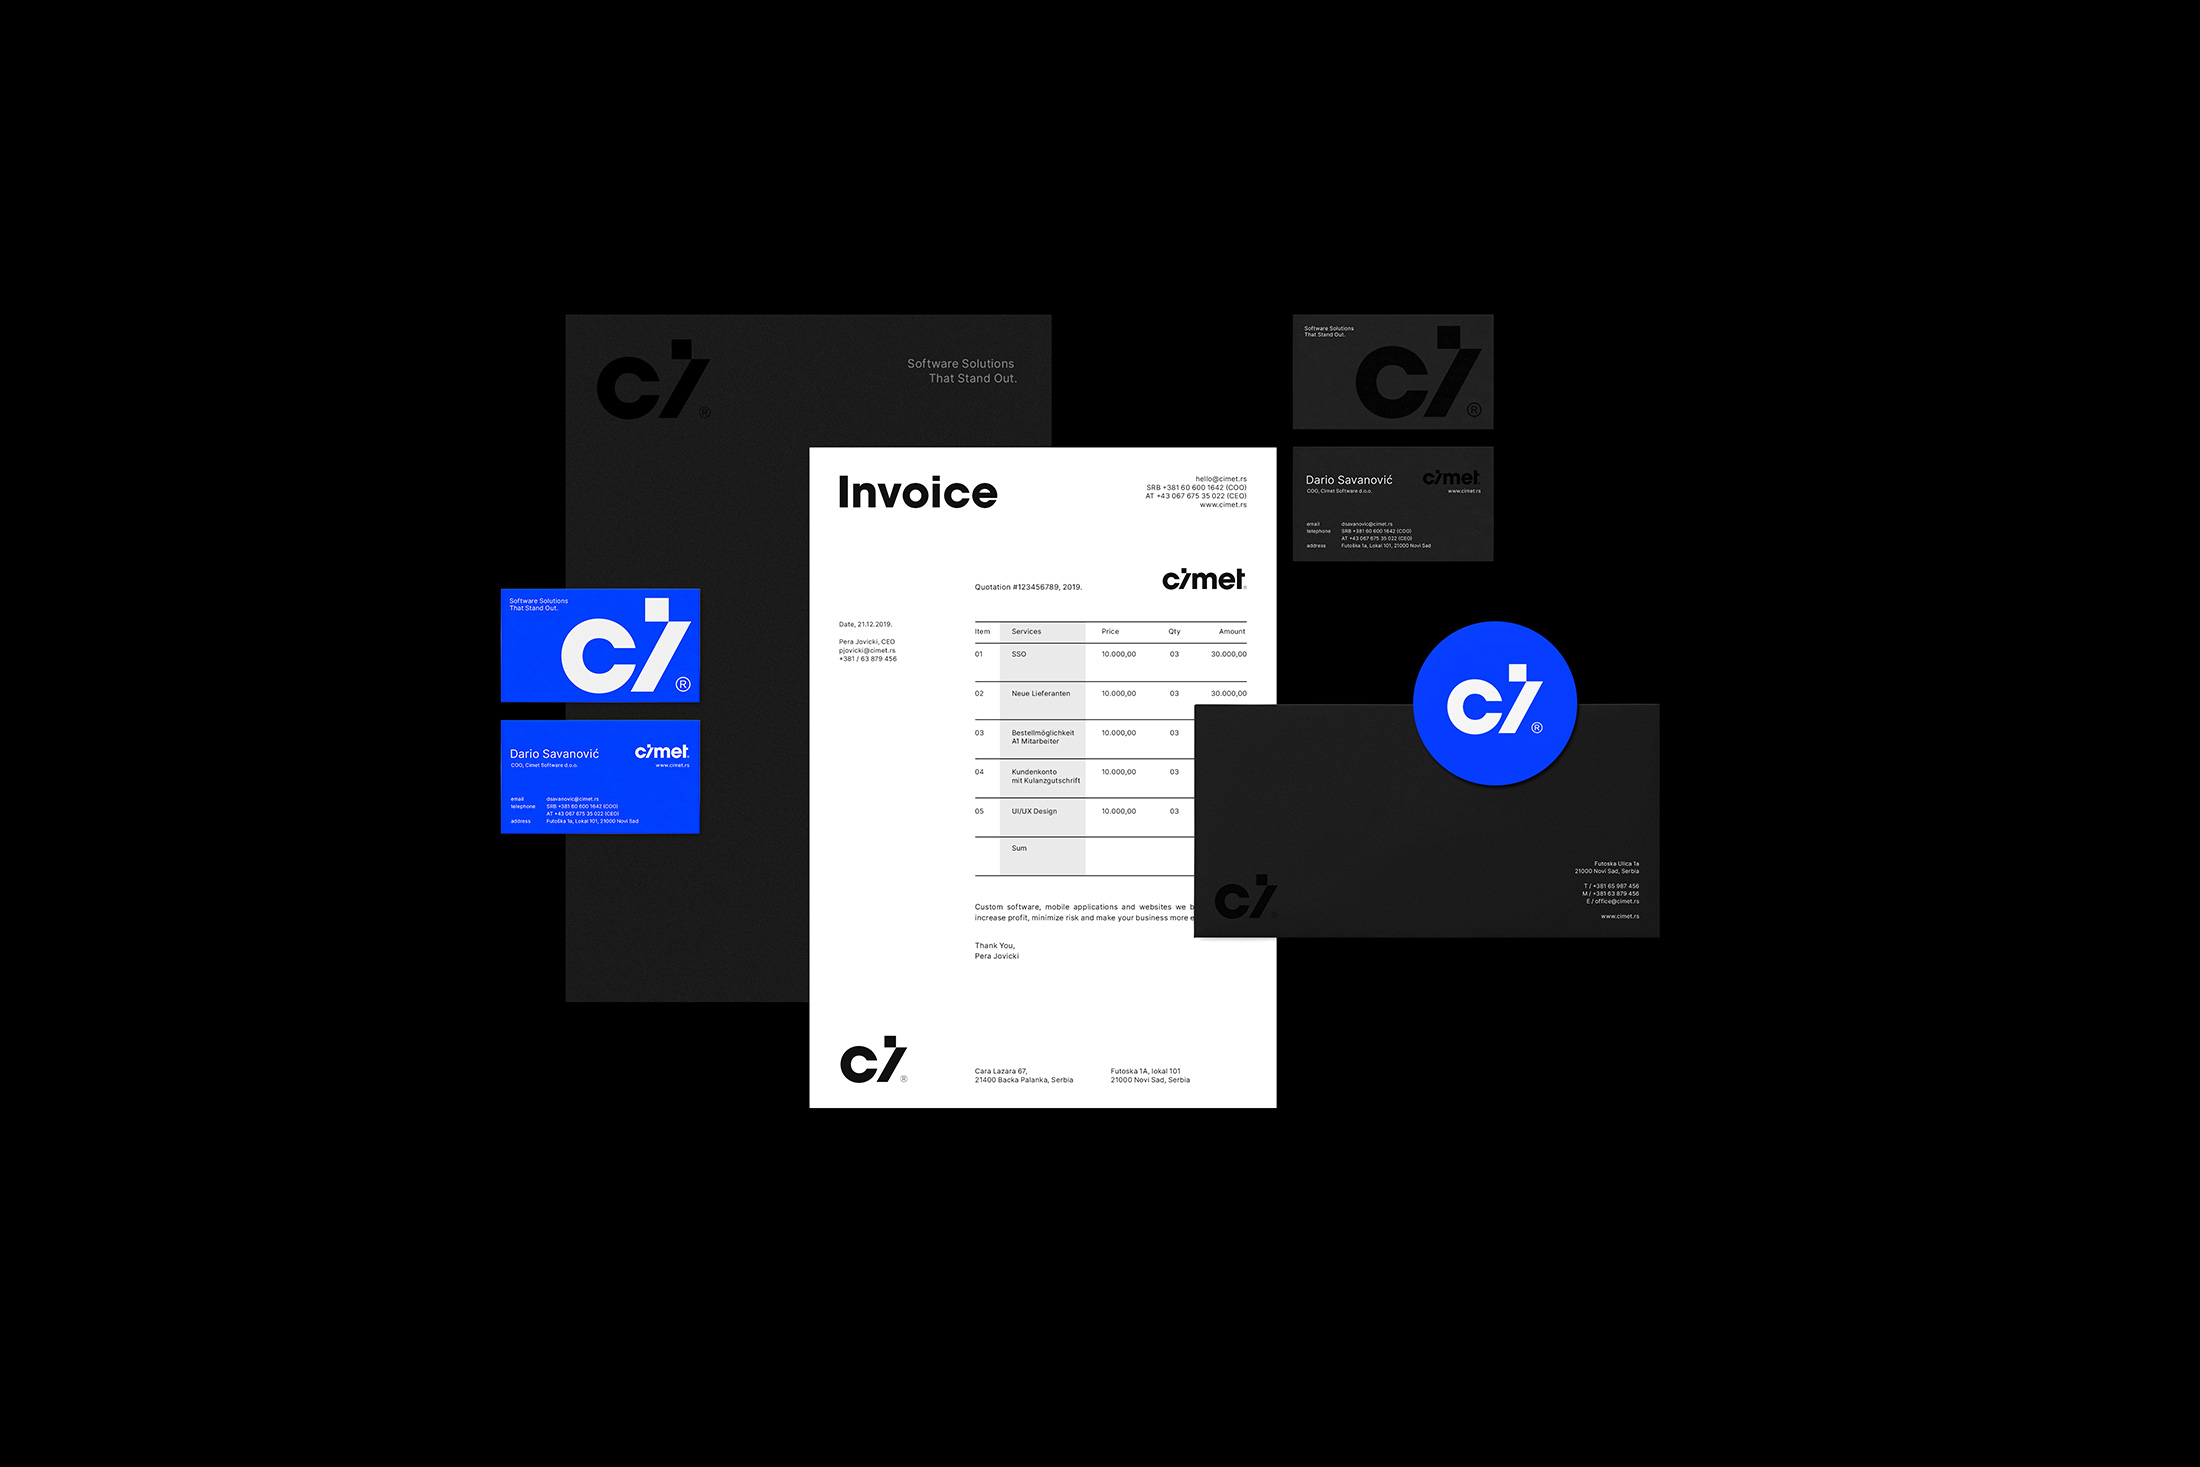 ci®
Software Solutions
That Stand Out.
Software Solutions
That Stand Out.
ci®
Dario Savanović
COO, Cimet Software d.o.o.
cimet
www.cimet.rs
email dsavanovic@cimet.rs
telephone SRB +381 60 600 1642 (COO)
AT +43 067 675 35 022 (CEO)
address Futoška 1a, Lokal 101, 21000 Novi Sad
Invoice
hello@cimet.rs
SRB +381 60 600 1642 (COO)
AT +43 067 675 35 022 (CEO)
www.cimet.rs
Quotation #123456789, 2019.
cimet
Date, 21.12.2019.
Pera Jovicki, CEO
pjovicki@cimet.rs
+381 / 63 879 456
Item Services Price Qty Amount
01 SSO 10.000,00 03 30.000,00
02 Neue Lieferanten 10.000,00 03 30.000,00
03 Bestellmöglichkeit 10.000,00 03
A1 Mitarbeiter
04 Kundenkonto 10.000,00 03
mit Kulanzgutschrift
05 UI/UX Design 10.000,00 03
Sum
Custom software, mobile applications and websites we
increase profit, minimize risk and make your business more
Thank You,
Pera Jovicki
ci®
Cara Lazara 67,
21400 Backa Palanka, Serbia
Futoska 1A, lokal 101
21000 Novi Sad, Serbia
Software Solutions
That Stand Out.
ci®
Dario Savanović
COO, Cimet Software d.o.o.
cimet
www.cimet.rs
email dsavanovic@cimet.rs
telephone SRB +381 60 600 1642 (COO)
AT +43 067 675 35 022 (CEO)
address Futoška 1a, Lokal 101, 21000 Novi Sad
ci®
ci
Futoska Ulica 1a
21000 Novi Sad, Serbia
T / +381 65 987 456
M / +381 63 879 456
E / office@cimet.rs
www.cimet.rs